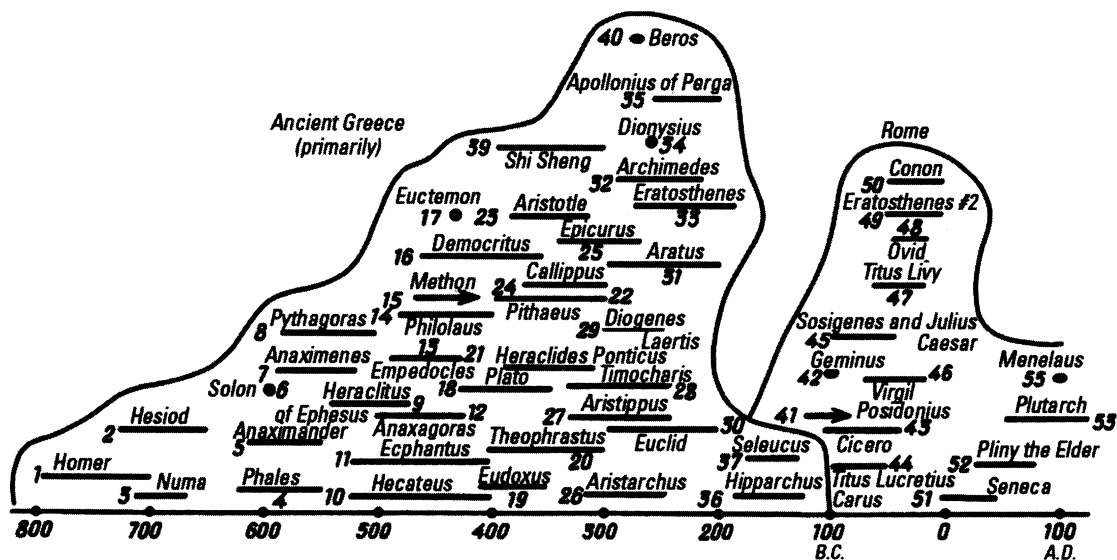 40 Beros
Apollonius of Perga
35
Ancient Greece
(primarily)
Dionysius
34
Rome
39
Shi Sheng
Archimedes
32
Conon
50
Euctemon
17
23
Aristotle
Eratosthenes
33
Eratosthenes #2
49
48
Ovid
Epicurus
25
16
Democritus
Aratus
31
Titus Livy
47
Methon
15
24
Callippus
22
Pithaeus
8
Pythagoras
14
Philolaus
29
Diogenes
Laertis
Sosigenes and Julius
Caesar
45
13
21
Empedocles
Anaximenes
7
Heraclides Ponticus
Geminus
42
Menelaus
55
Solon
6
18
Plato
Timocharis
28
Virgil
46
Heraclitus
of Ephesus
9
12
Anaxagoras
27
Aristippus
41
Posidonius
43
Plutarch
53
Hesiod
2
Anaximander
5
Theophrastus
20
Euclid
30
Seleucus
37
Cicero
11
Ecphantus
44
52
Pliny the Elder
1
Homer
3
Numa
Phales
4
10
Hecateus
Eudoxus
19
26
Aristarchus
36
Hipparchus
Titus Lucretius
Carus
51
Seneca
800 700 600 500 400 300 200 100 0 100
B.C. A.D.